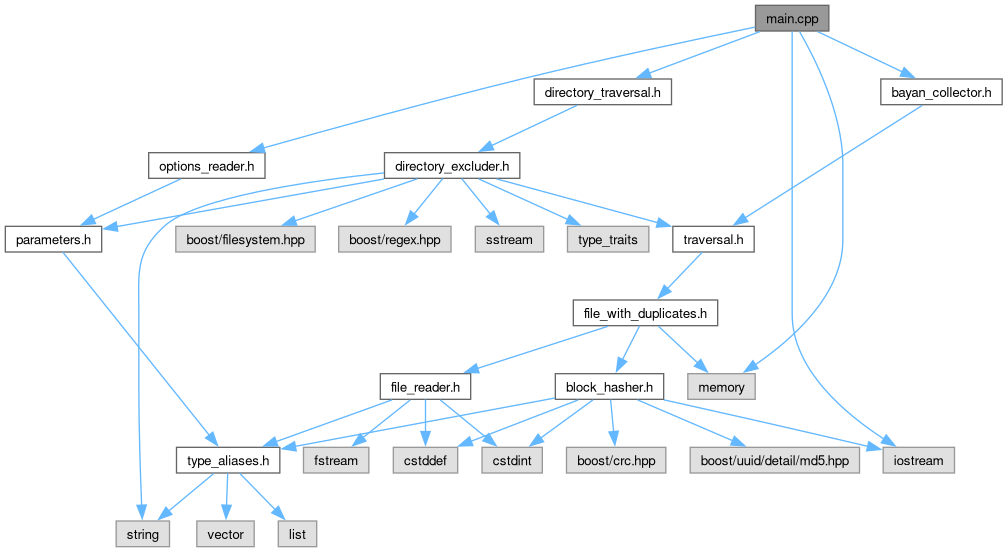 main.cpp
directory_traversal.h
bayan_collector.h
options_reader.h
directory_excluder.h
parameters.h
boost/filesystem.hpp
boost/regex.hpp
sstream
type_traits
traversal.h
file_with_duplicates.h
file_reader.h
block_hasher.h
memory
type_aliases.h
fstream
cstddef
cstdint
boost/crc.hpp
boost/uuid/detail/md5.hpp
iostream
string
vector
list